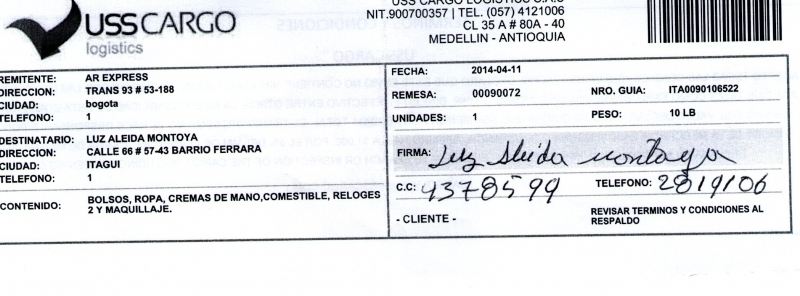 USSCARGO
logistics
USS CARGO LOGISTICS S.A.S
NIT.900700357 | TEL. (057) 4121006
CL 35 A # 80A - 40
MEDELLIN - ANTIOQUIA
REMITENTE: AR EXPRESS
DIRECCION: TRANS 93 # 53-188
CIUDAD: bogota
TELEFONO: 1
DESTINATARIO: LUZ ALEIDA MONTOYA
DIRECCION: CALLE 66 # 57-43 BARRIO FERRARA
CIUDAD: ITAGUI
TELEFONO: 1
CONTENIDO: BOLSOS, ROPA, CREMAS DE MANO,COMESTIBLE, RELOGES
2 Y MAQUILLAJE.
FECHA: 2014-04-11
REMESA: 00090072 NRO. GUIA: ITA0090106522
UNIDADES: 1 PESO: 10 LB
FIRMA: Luz Aleida montoya
C.C: 4378599 TELEFONO: 2819106
- CLIENTE - REVISAR TERMINOS Y CONDICIONES AL
RESPALDO